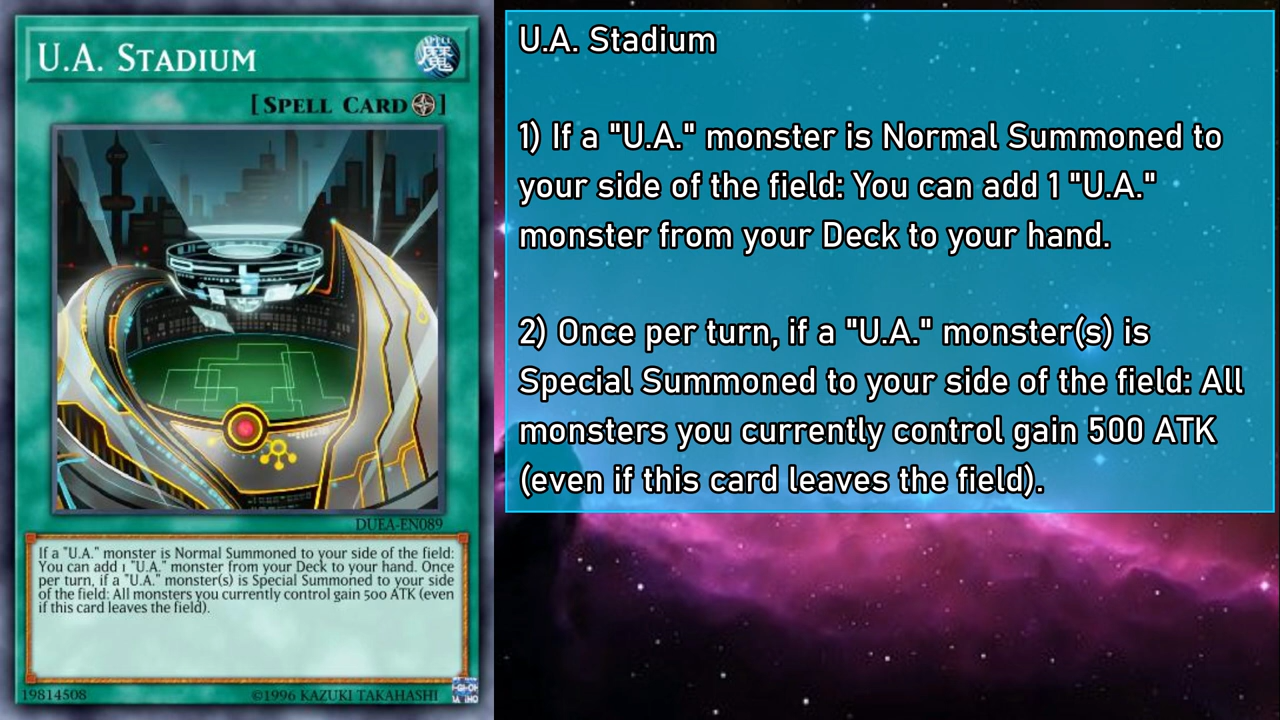 U.A. STADIUM
[SPELL CARD]
DUEA-EN089
If a "U.A." monster is Normal Summoned to your side of the field:
You can add 1 "U.A." monster from your Deck to your hand. Once
per turn, if a "U.A." monster(s) is Special Summoned to your side
of the field: All monsters you currently control gain 500 ATK (even
if this card leaves the field).
19814508
©1996 KAZUKI TAKAHASHI
U.A. Stadium
1) If a "U.A." monster is Normal Summoned to
your side of the field: You can add 1 "U.A."
monster from your Deck to your hand.
2) Once per turn, if a "U.A." monster(s) is
Special Summoned to your side of the field: All
monsters you currently control gain 500 ATK
(even if this card leaves the field).